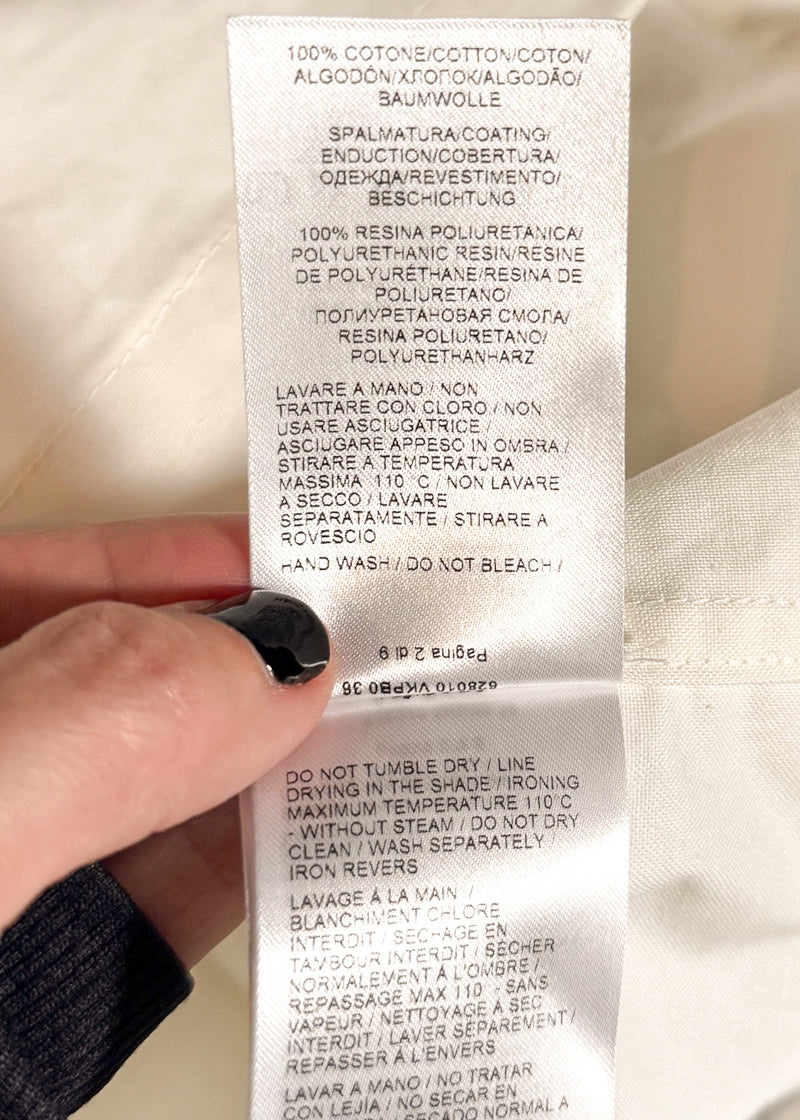 100% COTONE/COTTON/COTON/
ALGODÓN/ХЛОПОК/ALGODÃO/
BAUMWOLLE
SPALMATURA/COATING/
ENDUCTION/COBERTURA/
ОДЕЖДА/REVESTIMENTO/
BESCHICHTUNG
100% RESINA POLIURETANICA/
POLYURETHANIC RESIN/RESINE
DE POLYURÉTHANE/RESINA DE
POLIURETANO/
ПОЛИУРЕТАНОВАЯ СМОЛА/
RESINA POLIURETANO/
POLYURETHANHARZ
LAVARE A MANO / NON
TRATTARE CON CLORO / NON
USARE ASCIUGATRICE /
ASCIUGARE APPESO IN OMBRA /
STIRARE A TEMPERATURA
MASSIMA 110 °C / NON LAVARE
A SECCO / LAVARE
SEPARATAMENTE / STIRARE A
ROVESCIO
HAND WASH / DO NOT BLEACH /
Pagina 2 di 9
628010 VKPB0 36
DO NOT TUMBLE DRY / LINE
DRYING IN THE SHADE / IRONING
MAXIMUM TEMPERATURE 110°C
- WITHOUT STEAM / DO NOT DRY
CLEAN / WASH SEPARATELY /
IRON REVERS
LAVAGE À LA MAIN /
BLANCHIMENT CHLORE
INTERDIT / SECHAGE EN
TAMBOUR INTERDIT / SÉCHER
NORMALEMENT À L'OMBRE /
REPASSAGE MAX 110° - SANS
VAPEUR / NETTOYAGE À SEC
INTERDIT / LAVER SÉPARÉMENT /
REPASSER À L'ENVERS
LAVAR A MANO / NO TRATAR
CON LEJÍA / NO SECAR EN
SECADO NORMAL A